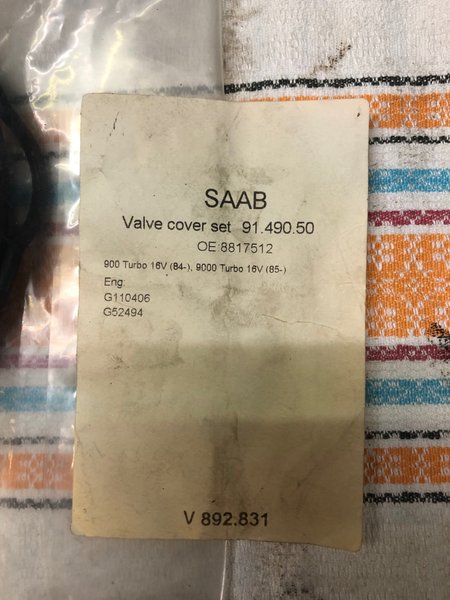 SAAB
Valve cover set 91.490.50
OE:8817512
900 Turbo 16V (84-), 9000 Turbo 16V (85-)
Eng:
G110406
G52494
V 892.831